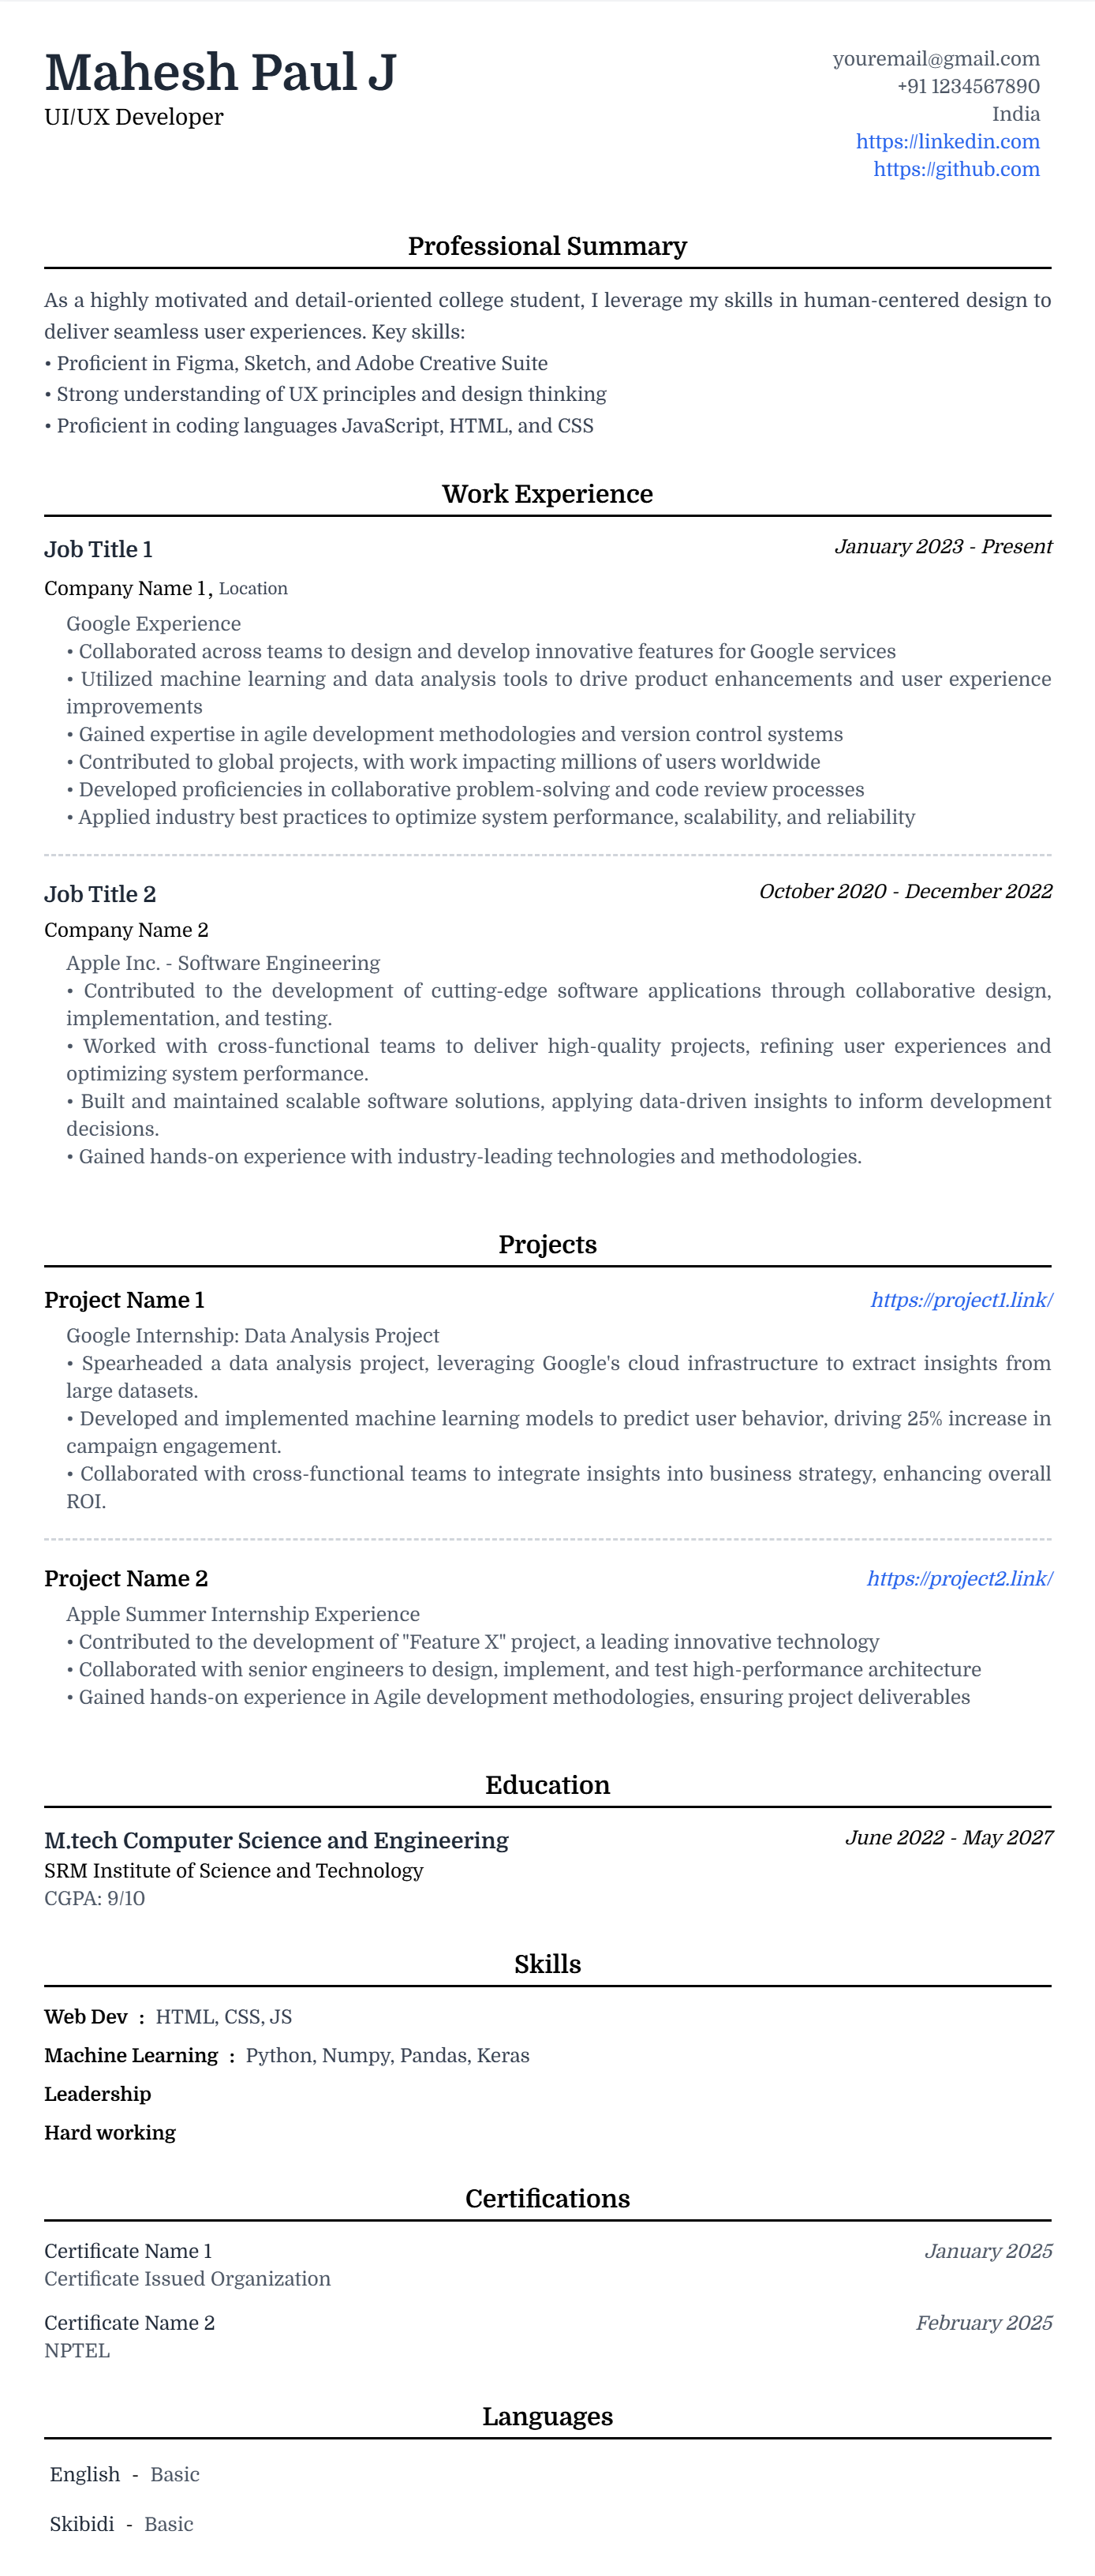 Mahesh Paul J
UI/UX Developer
youremail@gmail.com
+91 1234567890
India
https://linkedin.com
https://github.com
Professional Summary
As a highly motivated and detail-oriented college student, I leverage my skills in human-centered design to
deliver seamless user experiences. Key skills:
• Proficient in Figma, Sketch, and Adobe Creative Suite
• Strong understanding of UX principles and design thinking
• Proficient in coding languages JavaScript, HTML, and CSS
Work Experience
Job Title 1 January 2023 - Present
Company Name 1, Location
Google Experience
• Collaborated across teams to design and develop innovative features for Google services
• Utilized machine learning and data analysis tools to drive product enhancements and user experience
improvements
• Gained expertise in agile development methodologies and version control systems
• Contributed to global projects, with work impacting millions of users worldwide
• Developed proficiencies in collaborative problem-solving and code review processes
• Applied industry best practices to optimize system performance, scalability, and reliability
Job Title 2 October 2020 - December 2022
Company Name 2
Apple Inc. - Software Engineering
• Contributed to the development of cutting-edge software applications through collaborative design,
implementation, and testing.
• Worked with cross-functional teams to deliver high-quality projects, refining user experiences and
optimizing system performance.
• Built and maintained scalable software solutions, applying data-driven insights to inform development
decisions.
• Gained hands-on experience with industry-leading technologies and methodologies.
Projects
Project Name 1 https://project1.link/
Google Internship: Data Analysis Project
• Spearheaded a data analysis project, leveraging Google's cloud infrastructure to extract insights from
large datasets.
• Developed and implemented machine learning models to predict user behavior, driving 25% increase in
campaign engagement.
• Collaborated with cross-functional teams to integrate insights into business strategy, enhancing overall
ROI.
Project Name 2 https://project2.link/
Apple Summer Internship Experience
• Contributed to the development of "Feature X" project, a leading innovative technology
• Collaborated with senior engineers to design, implement, and test high-performance architecture
• Gained hands-on experience in Agile development methodologies, ensuring project deliverables
Education
M.tech Computer Science and Engineering June 2022 - May 2027
SRM Institute of Science and Technology
CGPA: 9/10
Skills
Web Dev : HTML, CSS, JS
Machine Learning : Python, Numpy, Pandas, Keras
Leadership
Hard working
Certifications
Certificate Name 1 January 2025
Certificate Issued Organization
Certificate Name 2 February 2025
NPTEL
Languages
English - Basic
Skibidi - Basic